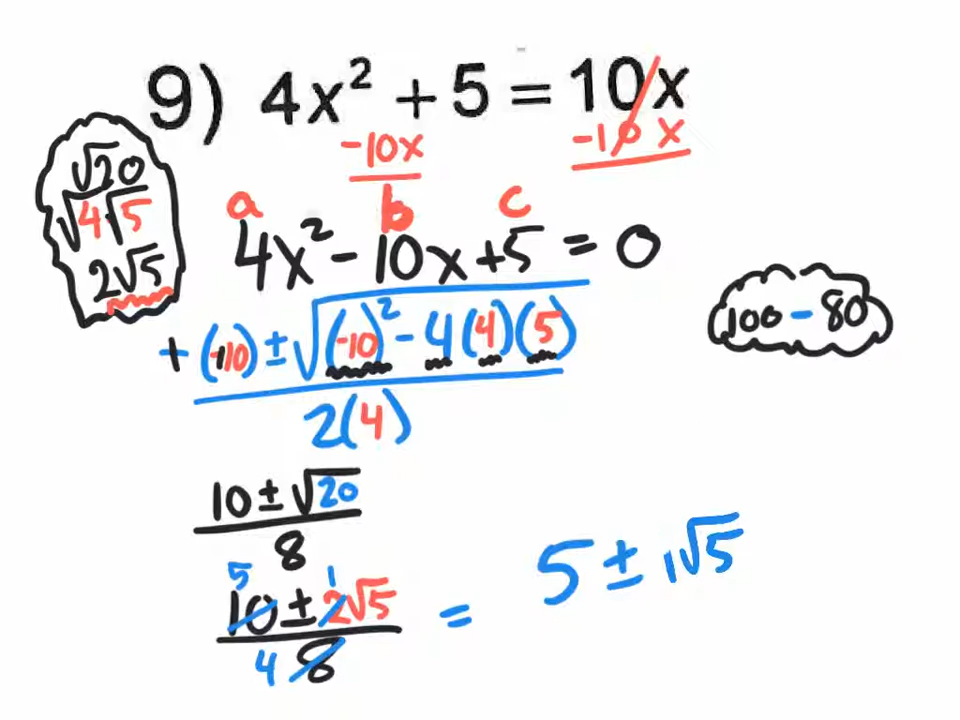 9) 4x² + 5 = 10x
-10x -10x
a b c
4x² - 10x + 5 = 0
√20
√4 √5
2√5
+(-10) ± √(-10)² - 4(4)(5)
2(4)
100 - 80
10 ± √20
8
5 1
10 ± 2√5 = 5 ± 1√5
4 8